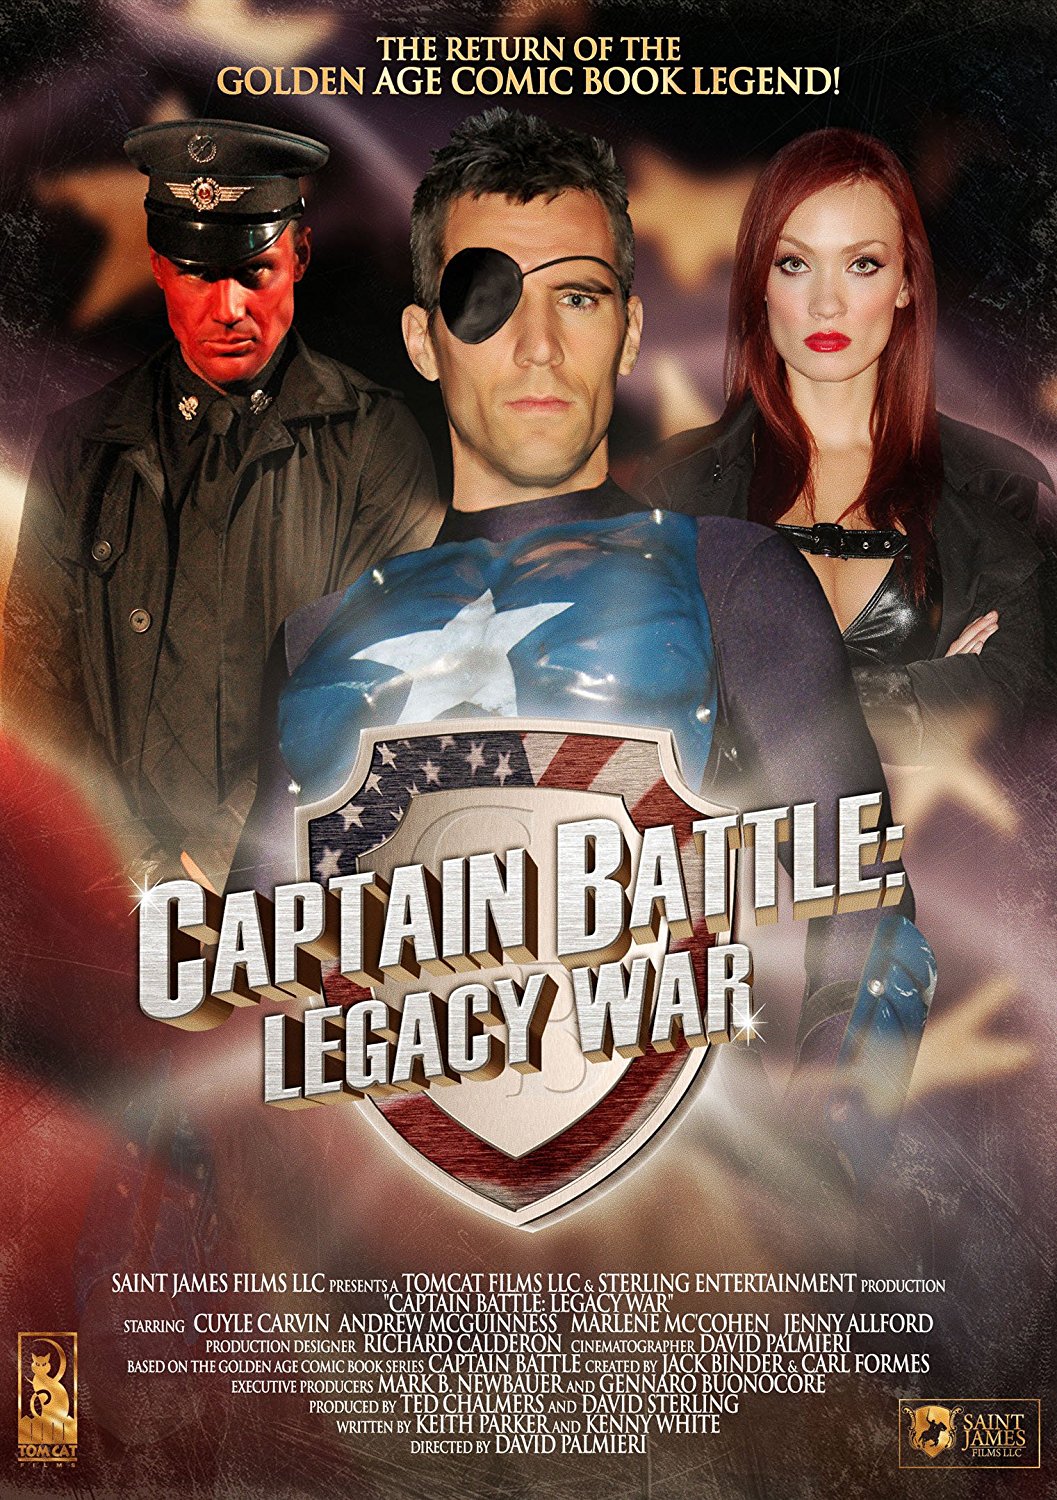 THE RETURN OF THE
GOLDEN AGE COMIC BOOK LEGEND!
CAPTAIN BATTLE:
LEGACY WAR
SAINT JAMES FILMS LLC PRESENTS A TOMCAT FILMS LLC & STERLING ENTERTAINMENT PRODUCTION
"CAPTAIN BATTLE: LEGACY WAR"
STARRING CUYLE CARVIN ANDREW MCGUINNESS MARLENE MC'COHEN JENNY ALLFORD
PRODUCTION DESIGNER RICHARD CALDERON CINEMATOGRAPHER DAVID PALMIERI
BASED ON THE GOLDEN AGE COMIC BOOK SERIES CAPTAIN BATTLE CREATED BY JACK BINDER & CARL FORMES
EXECUTIVE PRODUCERS MARK B. NEWBAUER AND GENNARO BUONOCORE
PRODUCED BY TED CHALMERS AND DAVID STERLING
WRITTEN BY KEITH PARKER AND KENNY WHITE
DIRECTED BY DAVID PALMIERI
TOM CAT
FILMS
SAINT
JAMES
FILMS LLC